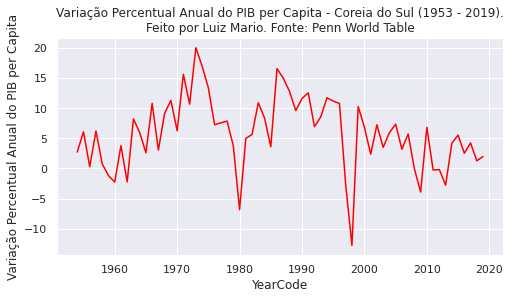 Variação Percentual Anual do PIB per Capita - Coreia do Sul (1953 - 2019).
Feito por Luiz Mario. Fonte: Penn World Table
Variação Percentual Anual do PIB per Capita
20
15
10
5
0
−5
−10
1960 1970 1980 1990 2000 2010 2020
YearCode